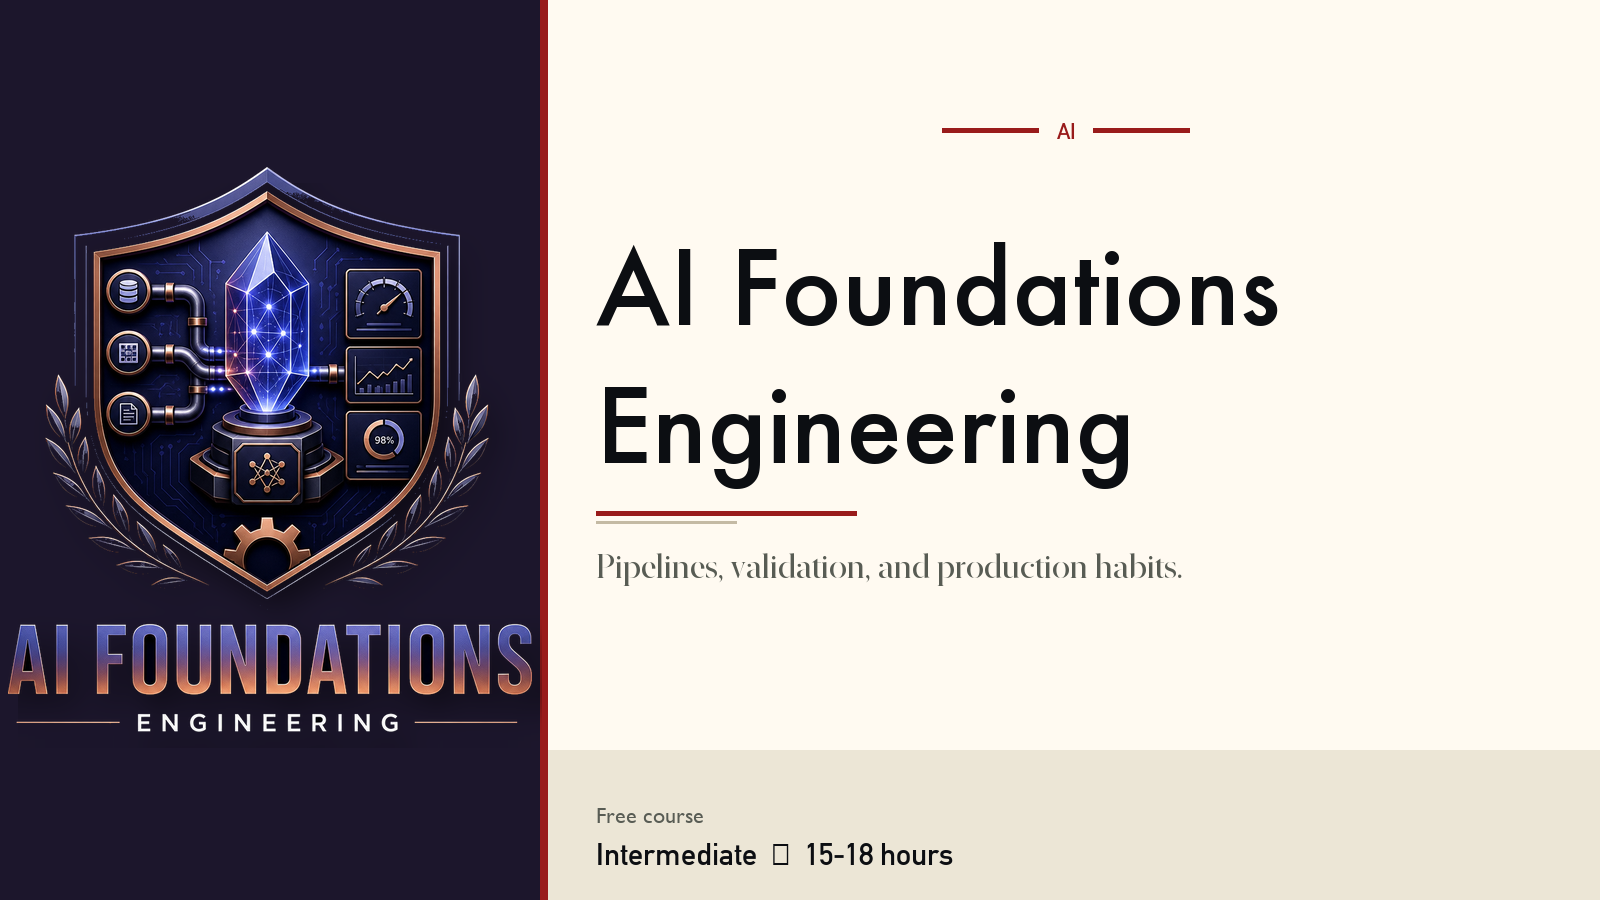 98%
AI FOUNDATIONS
ENGINEERING
AI
AI Foundations
Engineering
Pipelines, validation, and production habits.
Free course
Intermediate □ 15-18 hours